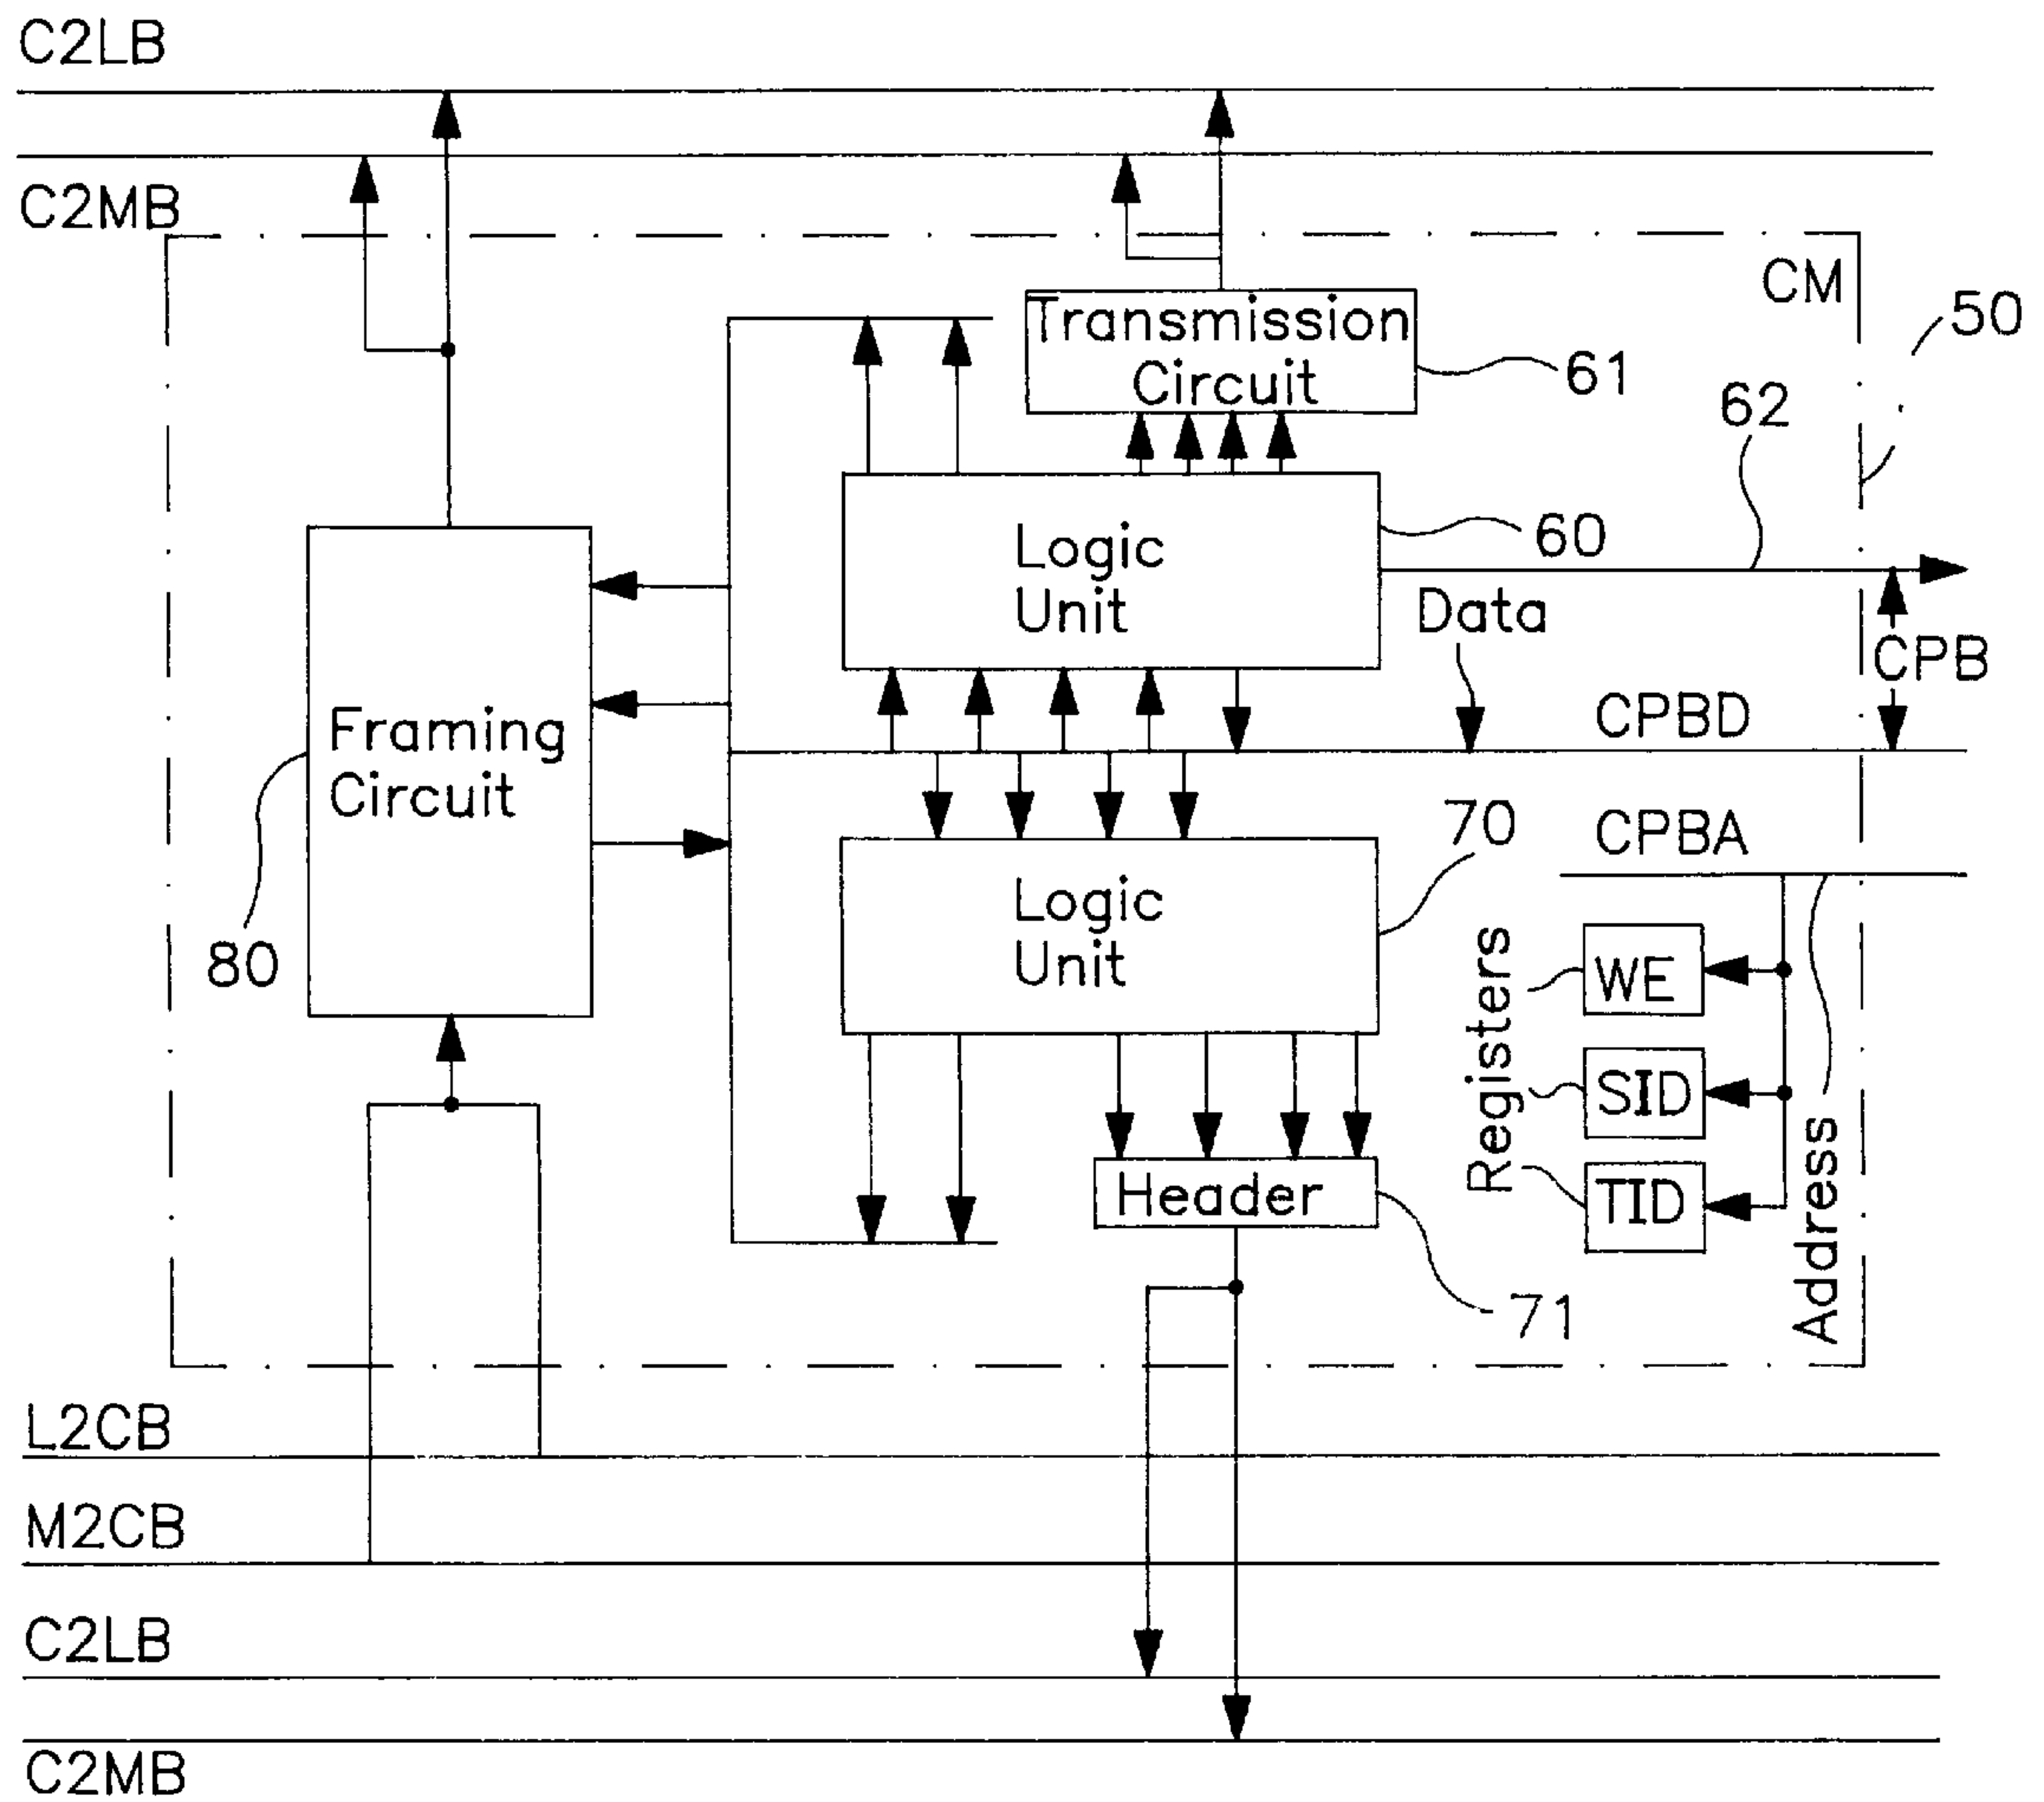 C2LB
C2MB
CM
50
Transmission
Circuit
61
62
Logic
Unit
60
Data
CPB
CPBD
Framing
Circuit
80
CPBA
70
Logic
Unit
Registers
WE
SID
TID
Address
Header
71
L2CB
M2CB
C2LB
C2MB